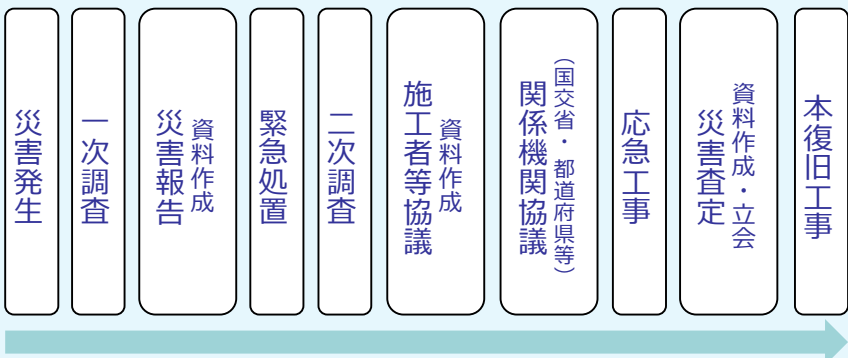 災害発生
一次調査
資料作成
災害報告
緊急処置
二次調査
資料作成
施工者等協議
（国交省・都道府県等）
関係機関協議
応急工事
資料作成・立会
災害査定
本復旧工事